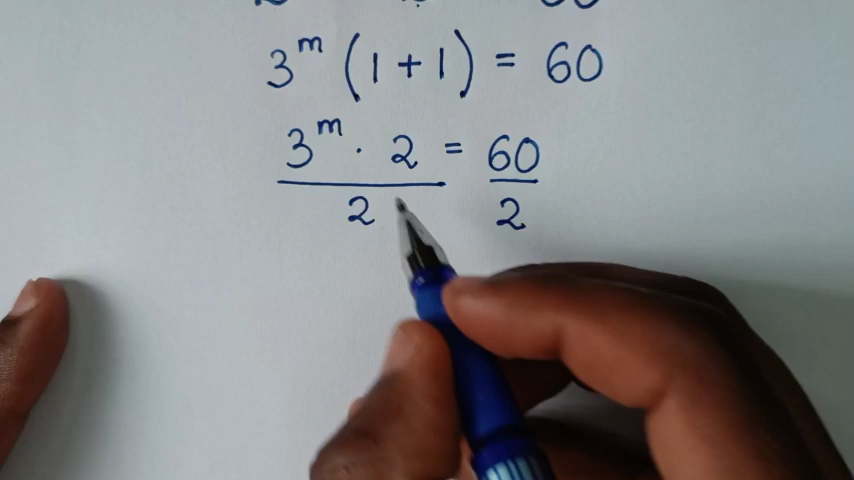 3^m (1 + 1) = 60
3^m · 2 = 60
2 2